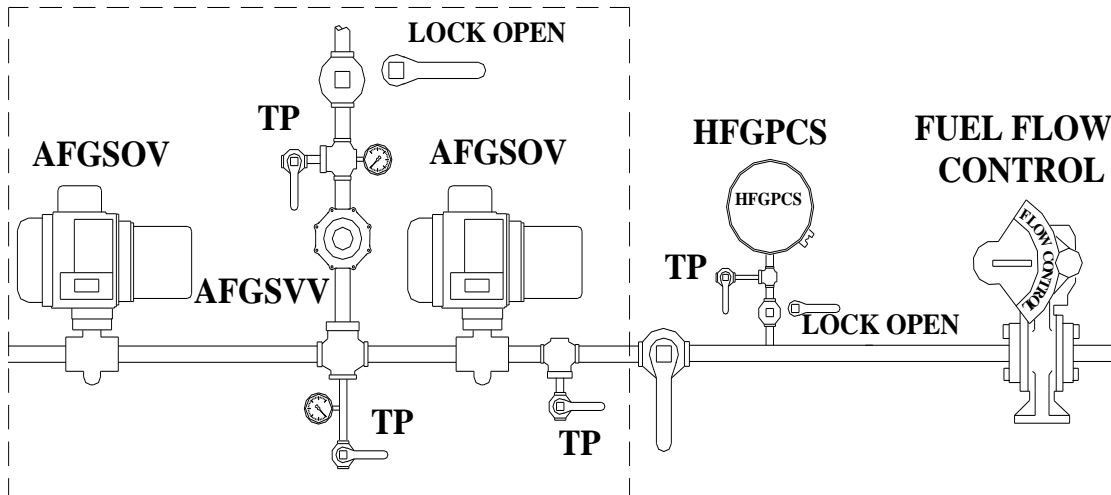 LOCK OPEN
TP
AFGSOV
AFGSOV
HFGPCS
FUEL FLOW
CONTROL
HFGPCS
FLOW CONTROL
TP
AFGSVV
LOCK OPEN
TP
TP